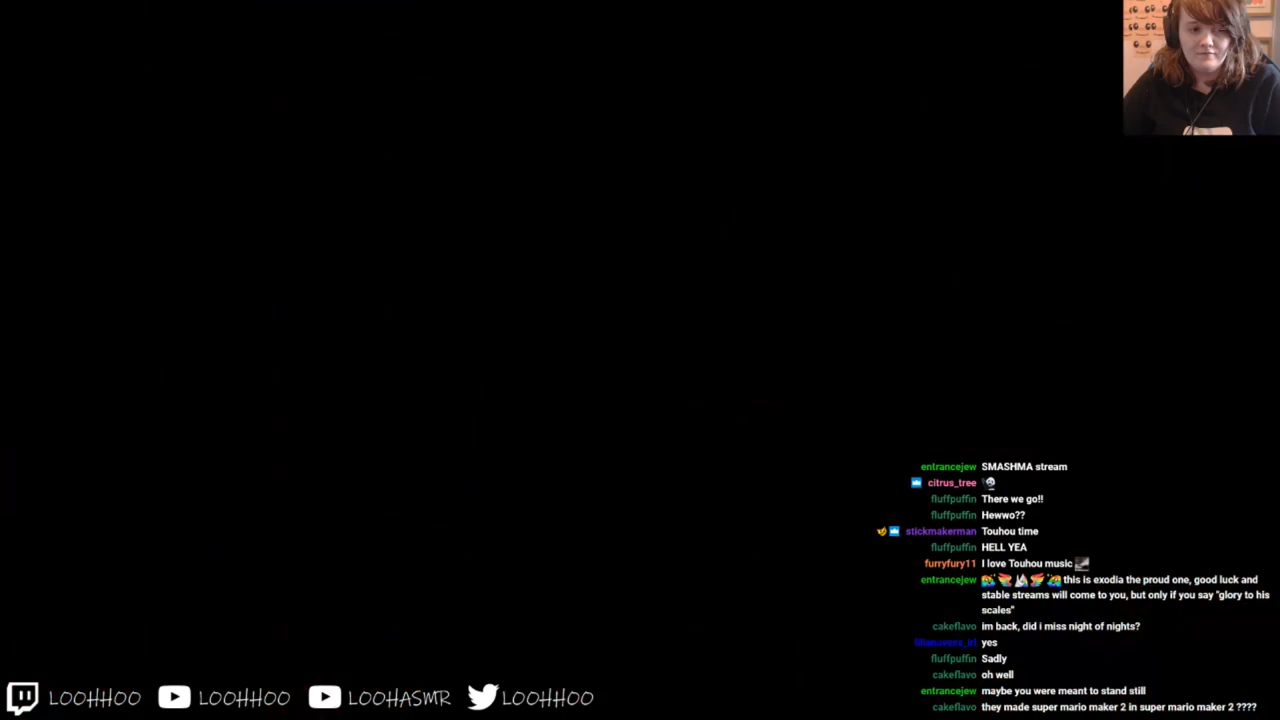 entrancejew SMASHMA stream
citrus_tree
fluffpuffin There we go!!
fluffpuffin Hewwo??
stickmakerman Touhou time
fluffpuffin HELL YEA
furryfury11 I love Touhou music
entrancejew this is exodia the proud one, good luck and
stable streams will come to you, but only if you say "glory to his
scales"
cakeflavo im back, did i miss night of nights?
yes
fluffpuffin Sadly
cakeflavo oh well
entrancejew maybe you were meant to stand still
cakeflavo they made super mario maker 2 in super mario maker 2 ????
LOOHHOO LOOHHOO LOOHASMR LOOHHOO